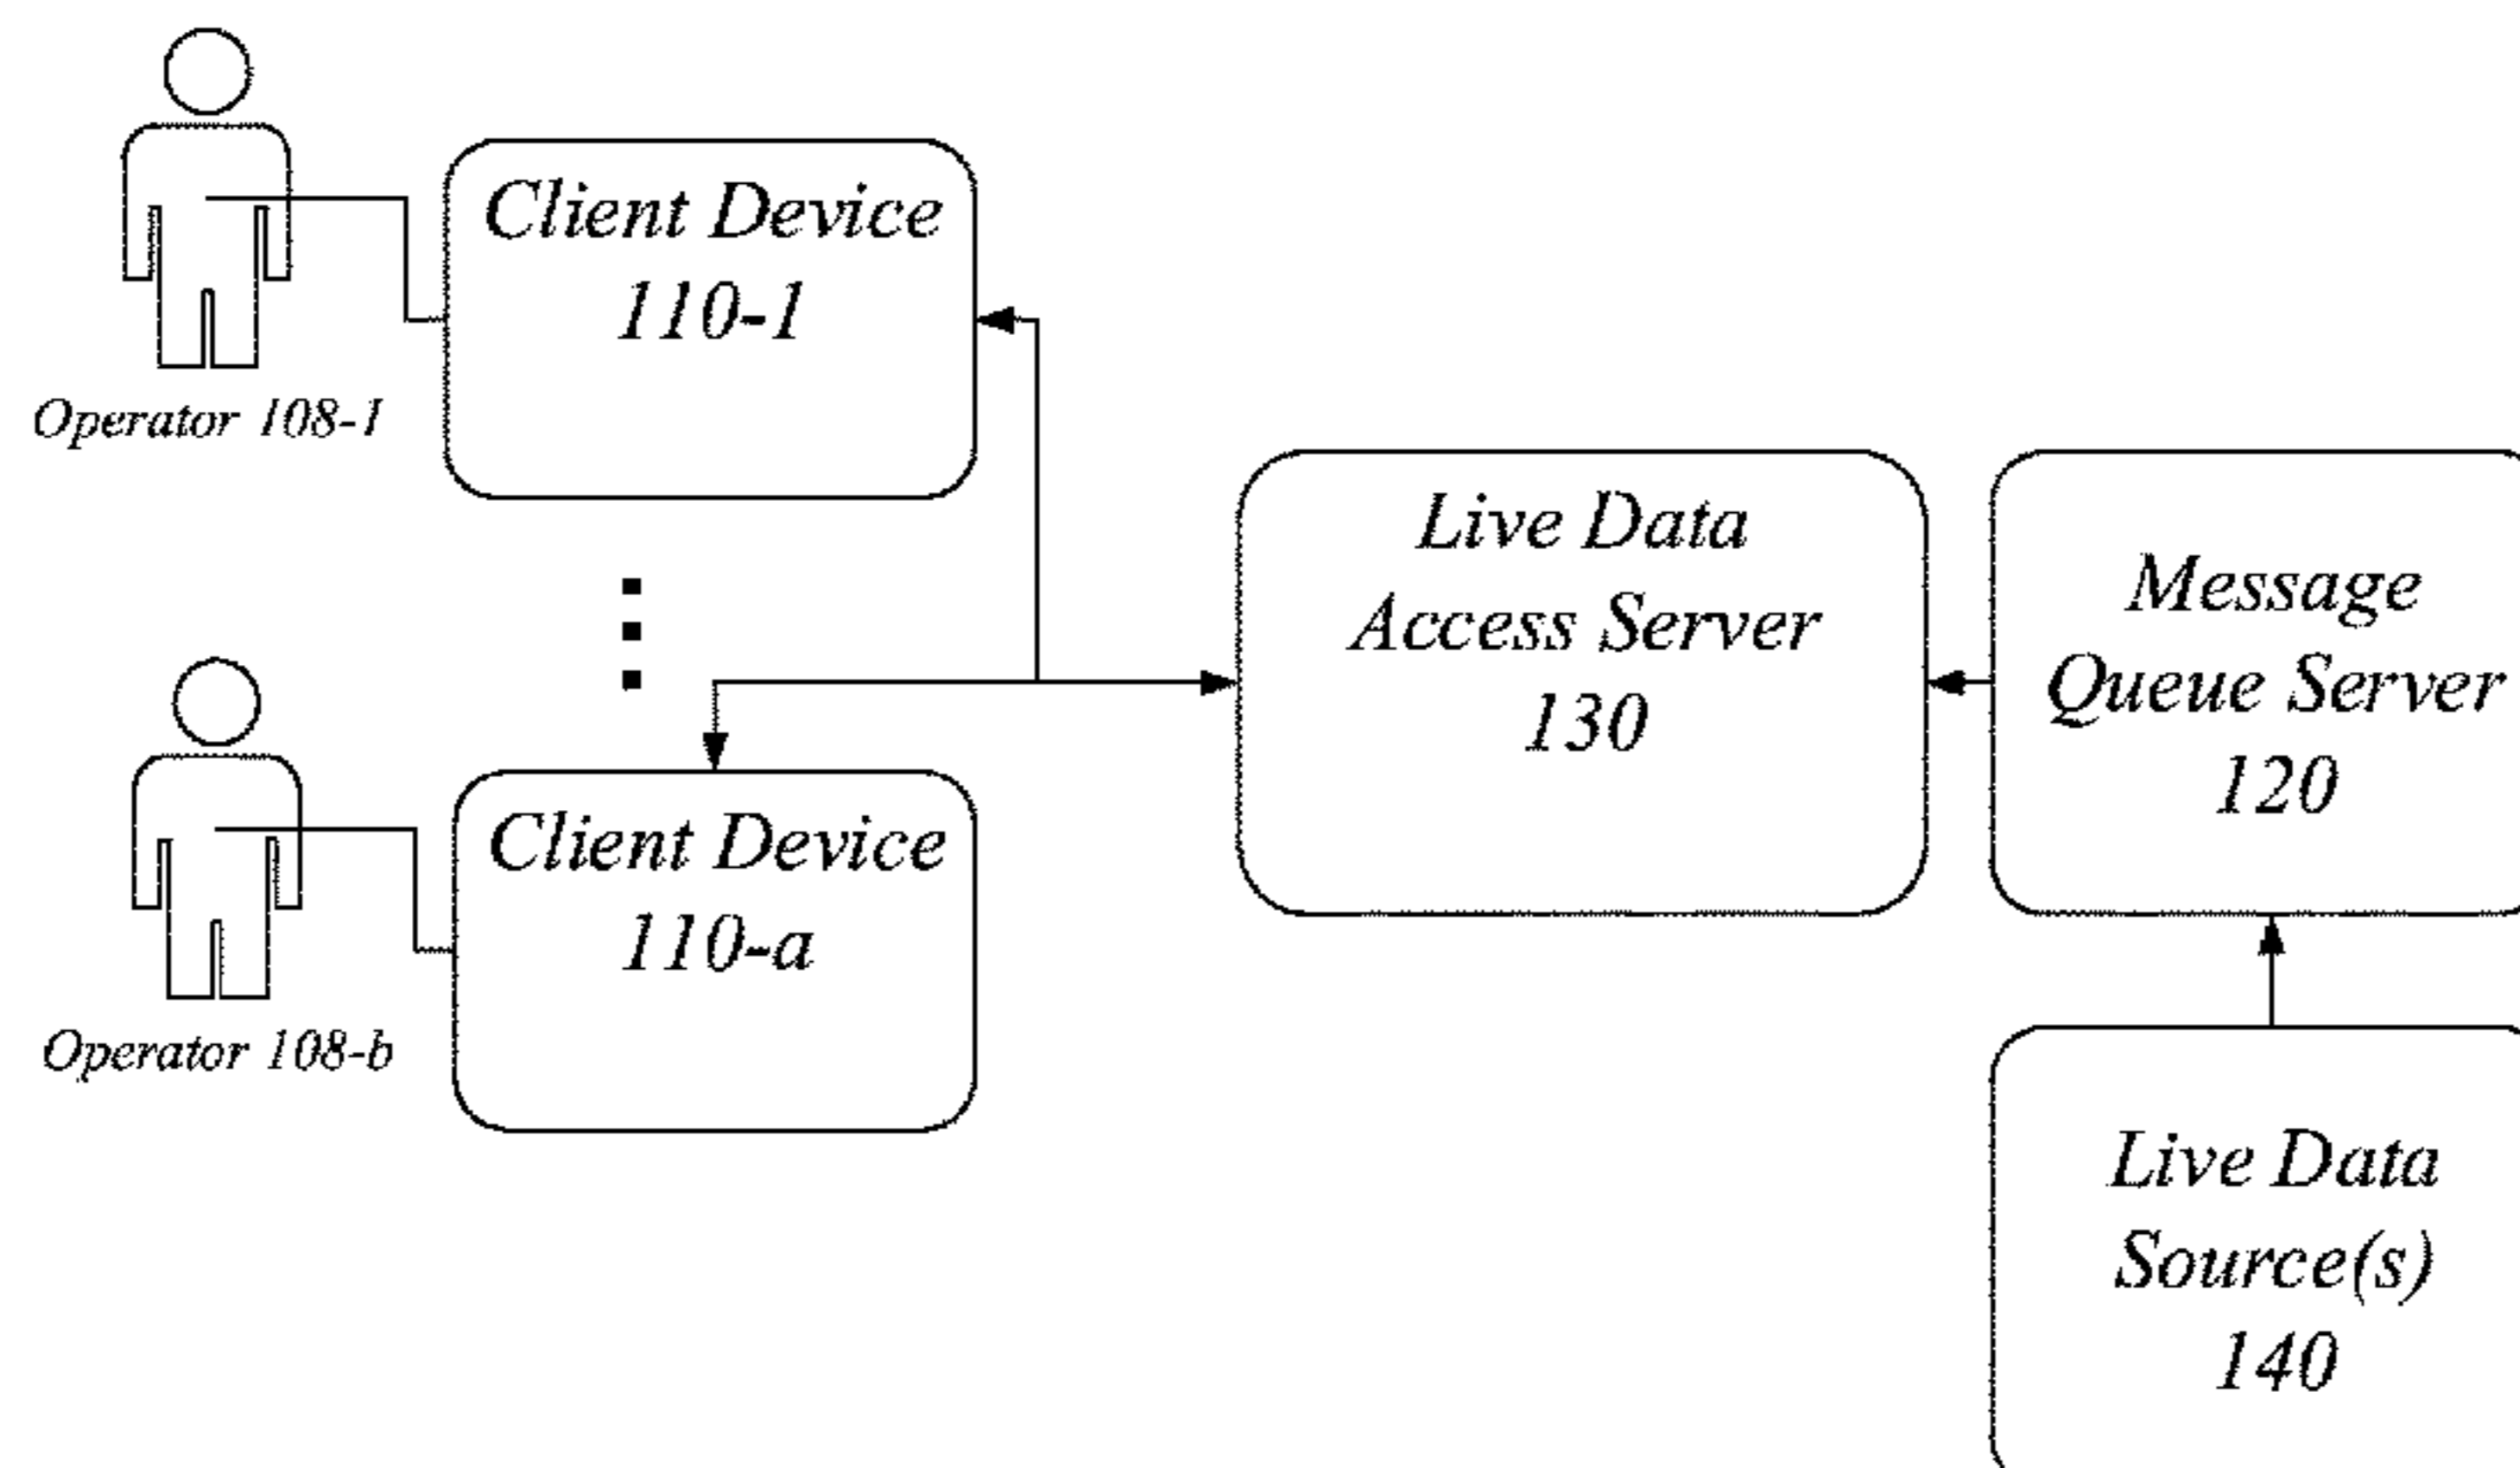 Client Device
110-1
Operator 108-1
Live Data
Access Server
130
Message
Queue Server
120
Client Device
110-a
Operator 108-b
Live Data
Source(s)
140